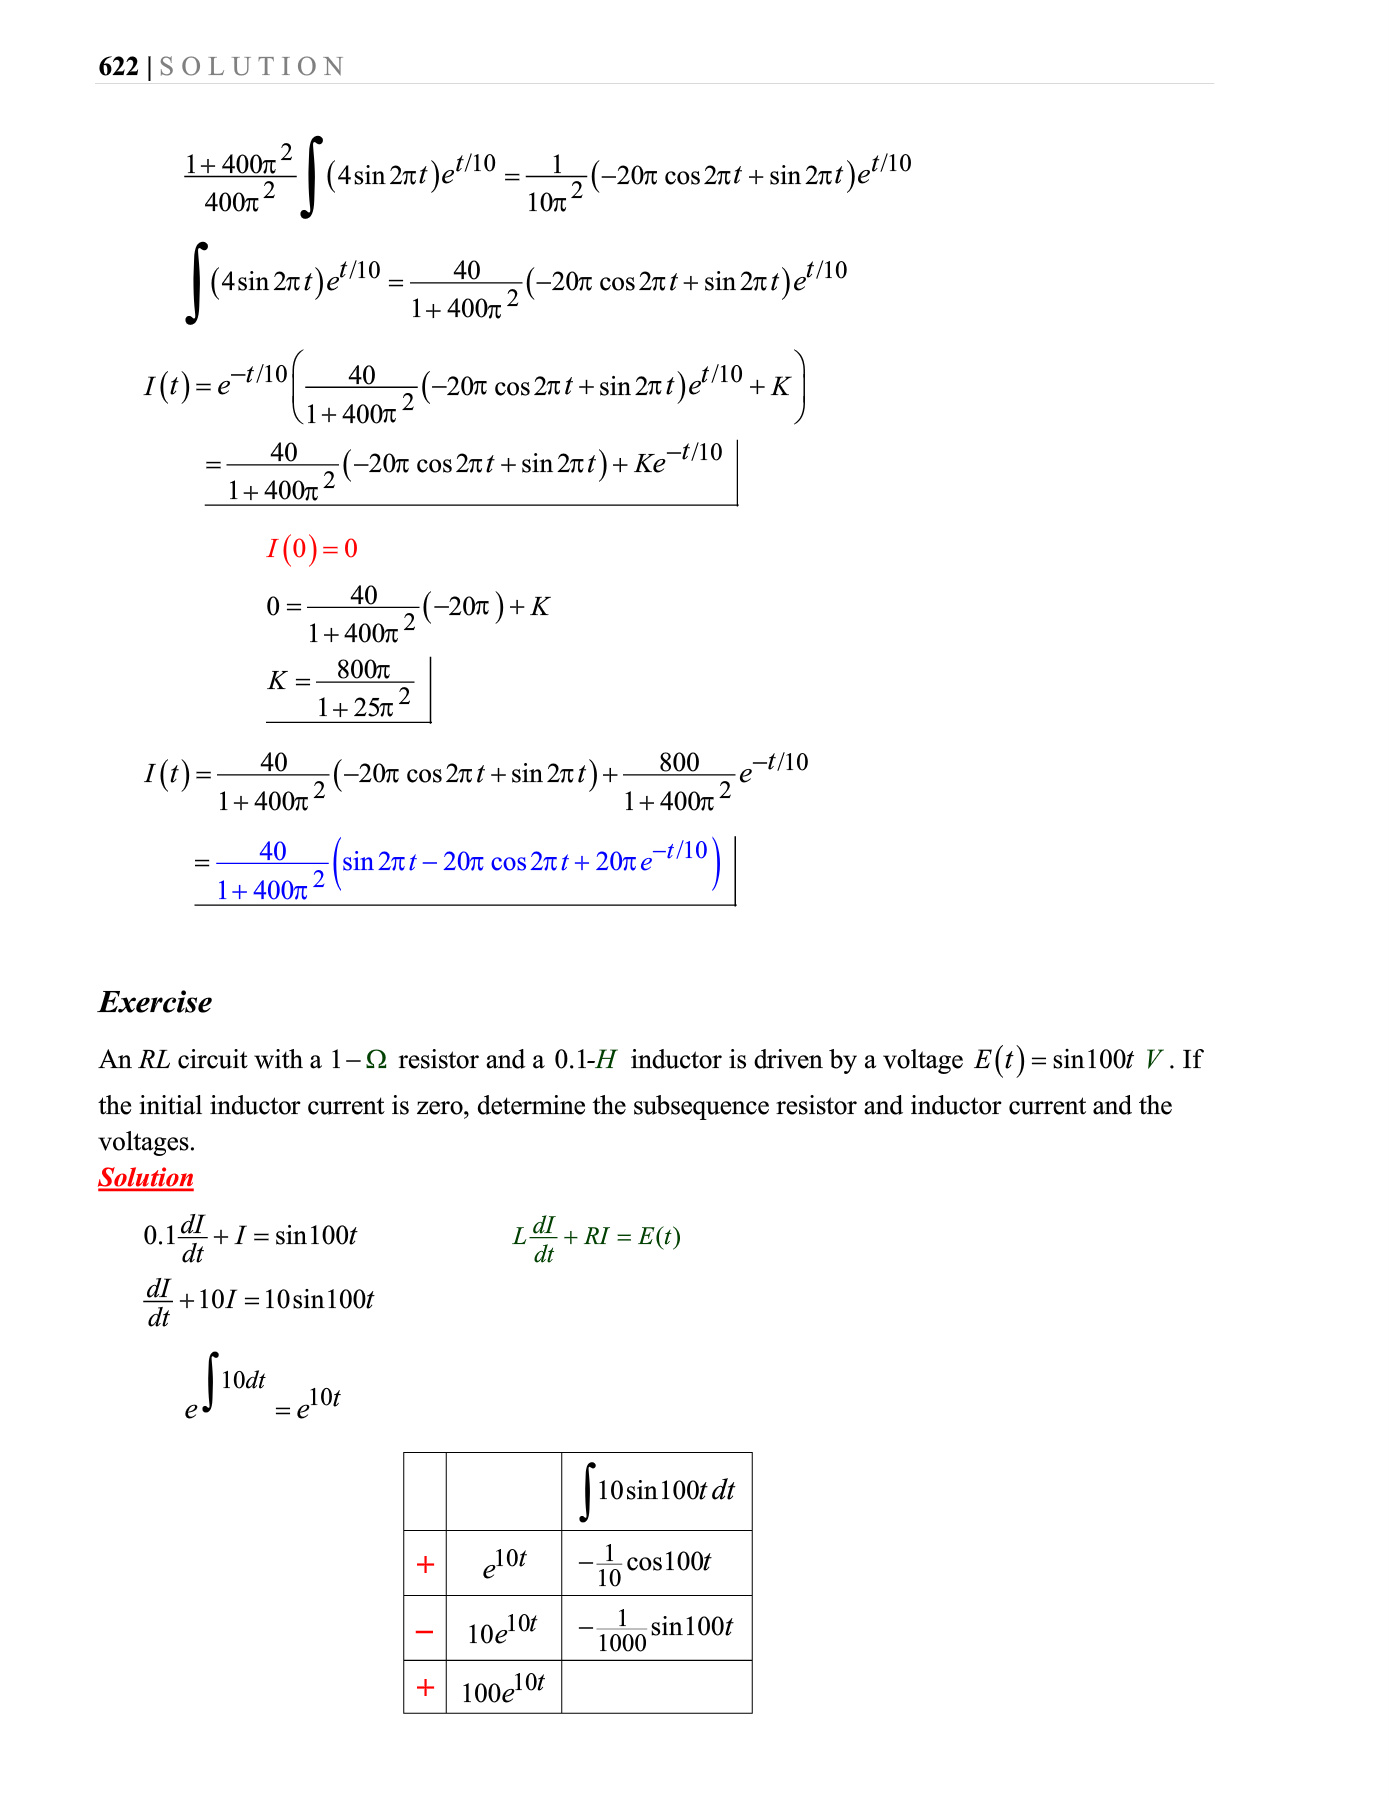 622 | S O L U T I O N
\frac{1+400\pi^2}{400\pi^2} \int (4\sin 2\pi t)e^{t/10} = \frac{1}{10\pi^2}(-20\pi \cos 2\pi t + \sin 2\pi t)e^{t/10}
\int (4\sin 2\pi t)e^{t/10} = \frac{40}{1+400\pi^2}(-20\pi \cos 2\pi t + \sin 2\pi t)e^{t/10}
I(t) = e^{-t/10}\left(\frac{40}{1+400\pi^2}(-20\pi \cos 2\pi t + \sin 2\pi t)e^{t/10} + K\right)
= \frac{40}{1+400\pi^2}(-20\pi \cos 2\pi t + \sin 2\pi t) + Ke^{-t/10}
I(0) = 0
0 = \frac{40}{1+400\pi^2}(-20\pi) + K
K = \frac{800\pi}{1+25\pi^2}
I(t) = \frac{40}{1+400\pi^2}(-20\pi \cos 2\pi t + \sin 2\pi t) + \frac{800}{1+400\pi^2}e^{-t/10}
= \frac{40}{1+400\pi^2}\left(\sin 2\pi t - 20\pi \cos 2\pi t + 20\pi e^{-t/10}\right)
Exercise
An RL circuit with a 1−Ω resistor and a 0.1-H inductor is driven by a voltage E(t) = sin100t V. If
the initial inductor current is zero, determine the subsequence resistor and inductor current and the
voltages.
Solution
0.1\frac{dI}{dt} + I = \sin 100t    L\frac{dI}{dt} + RI = E(t)
\frac{dI}{dt} + 10I = 10\sin 100t
e^{\int 10dt} = e^{10t}
\int 10\sin 100t\, dt
+ e^{10t} -\frac{1}{10}\cos 100t
− 10e^{10t} -\frac{1}{1000}\sin 100t
+ 100e^{10t}